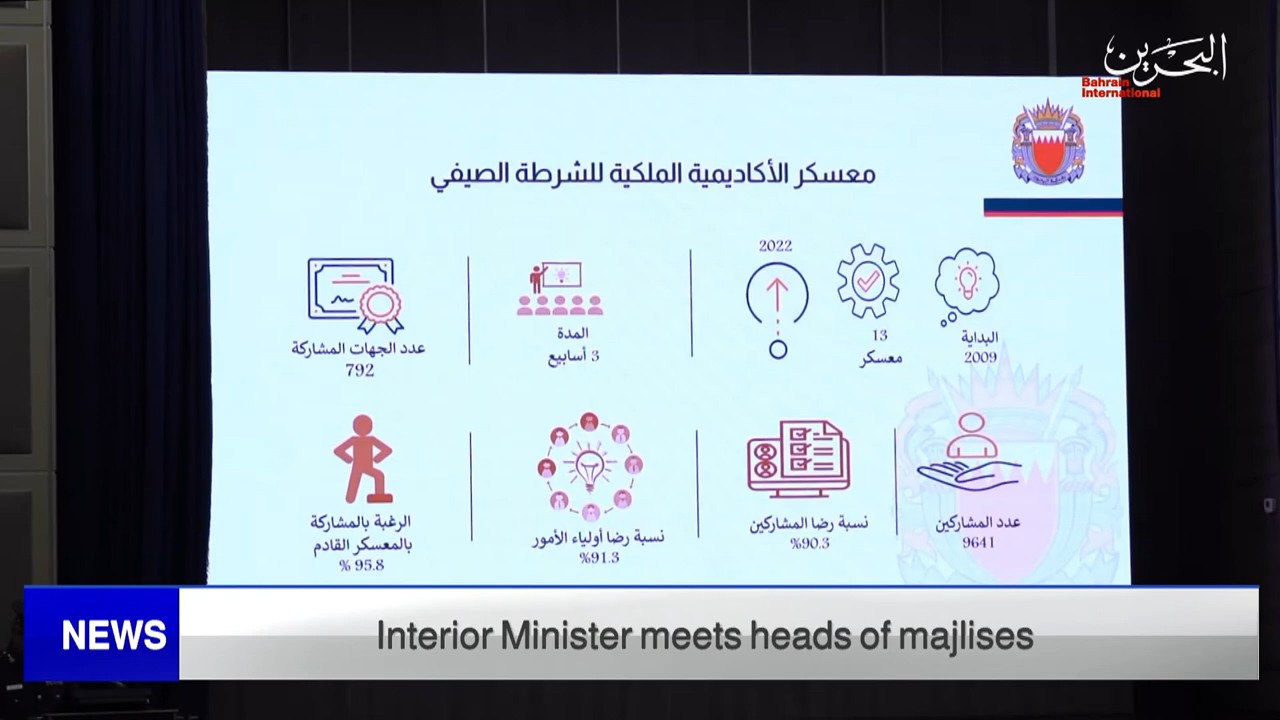 البحرين
Bahrain
International
معسكر الأكاديمية الملكية للشرطة الصيفي
البداية
2009
13
معسكر
2022
المدة
3 أسابيع
عدد الجهات المشاركة
792
عدد المشاركين
9641
نسبة رضا المشاركين
%90.3
نسبة رضا أولياء الأمور
%91.3
الرغبة بالمشاركة
بالمعسكر القادم
% 95.8
NEWS
Interior Minister meets heads of majlises